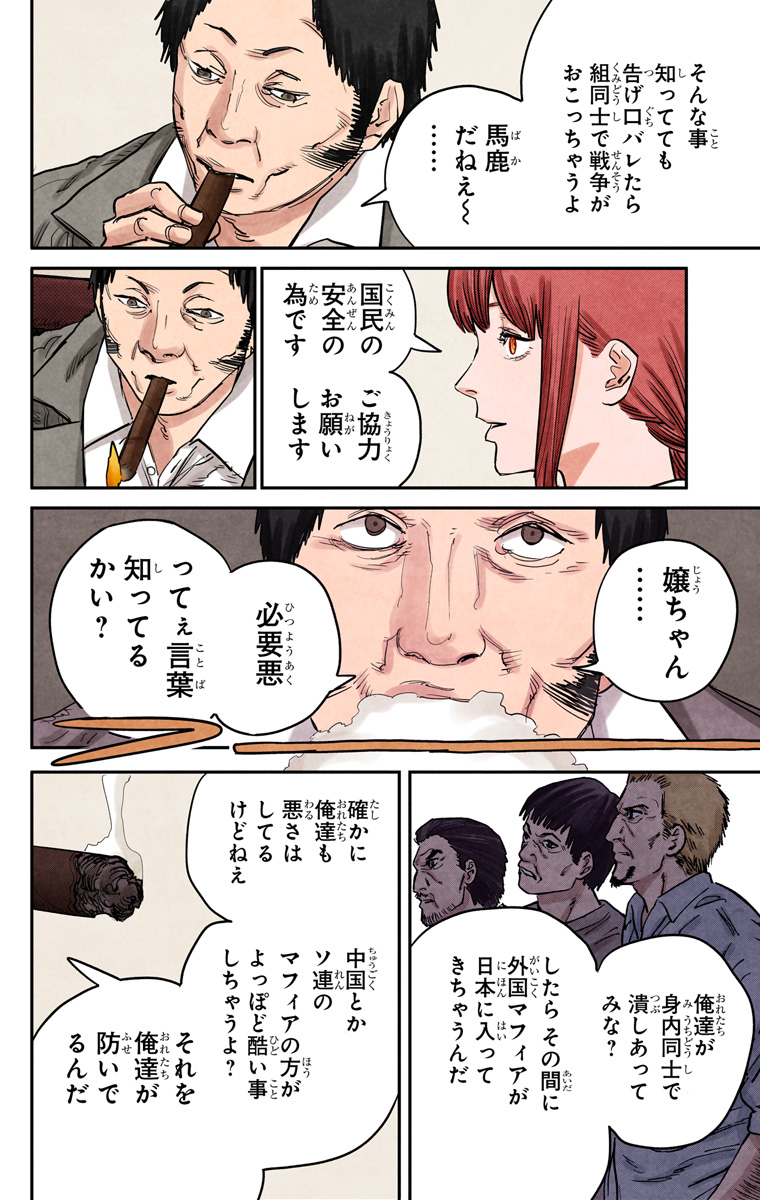 そんな事
知ってても
告げ口バレたら
組同士で戦争が
おこっちゃうよ
馬鹿
だねえ〜
……
国民の
安全の
為です
ご協力
お願い
します
嬢ちゃん
……
必要悪
ってぇ言葉
知ってる
かい?
俺達が
身内同士で
潰しあって
みな?
したら その間に
外国マフィアが
日本に入って
きちゃうんだ
確かに
俺達も
悪さは
してる
けどねえ
中国とか
ソ連の
マフィアの方が
よっぽど酷い事
しちゃうよ?
それを
俺達が
防いで
るんだ